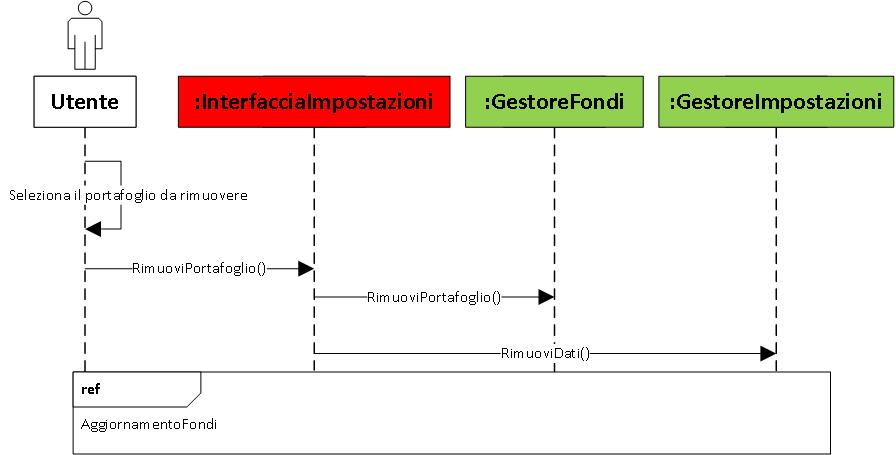 Utente
:InterfacciaImpostazioni
:GestoreFondi
:GestoreImpostazioni
Seleziona il portafoglio da rimuovere
RimuoviPortafoglio()
RimuoviPortafoglio()
RimuoviDati()
ref
AggiornamentoFondi